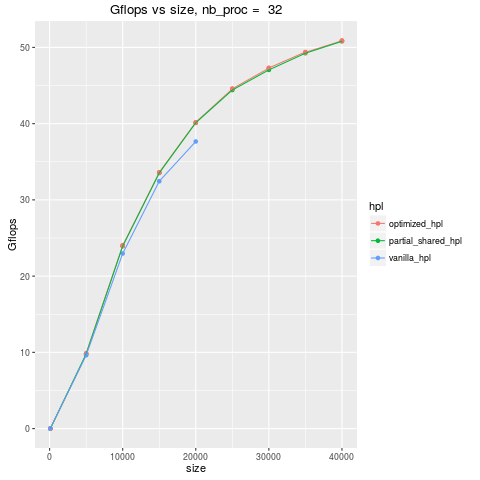 Gflops vs size, nb_proc =  32
50
40
30
20
10
0
Gflops
0 10000 20000 30000 40000
size
hpl
optimized_hpl
partial_shared_hpl
vanilla_hpl